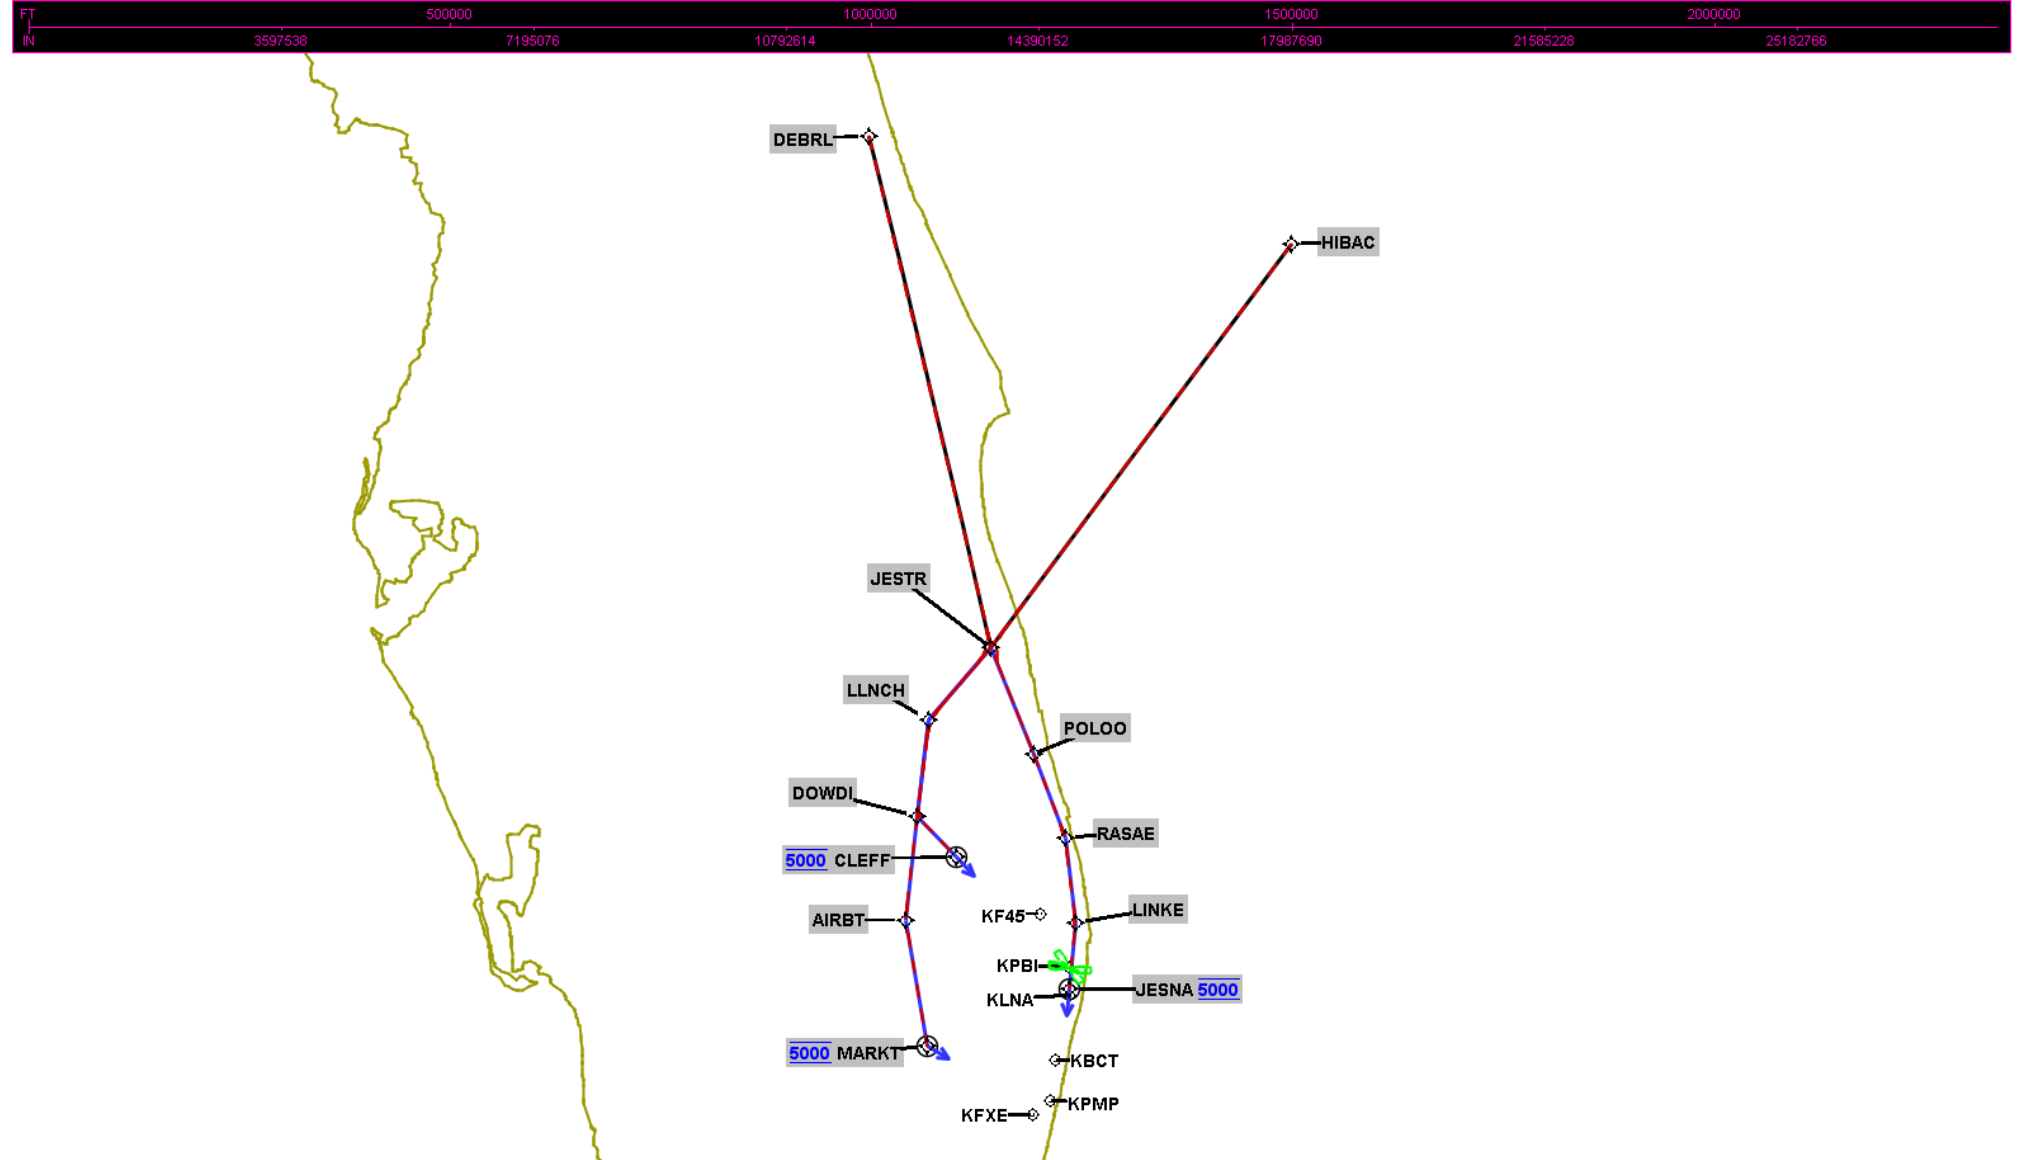 FT 500000 1000000 1500000 2000000
IN 3597538 7195076 10792614 14390152 17987690 21585228 25182766
DEBRL
HIBAC
JESTR
LLNCH
POLOO
DOWDI
RASAE
5000 CLEFF
LINKE
KF45
AIRBT
KPBI
JESNA 5000
KLNA
5000 MARKT
KBCT
KPMP
KFXE